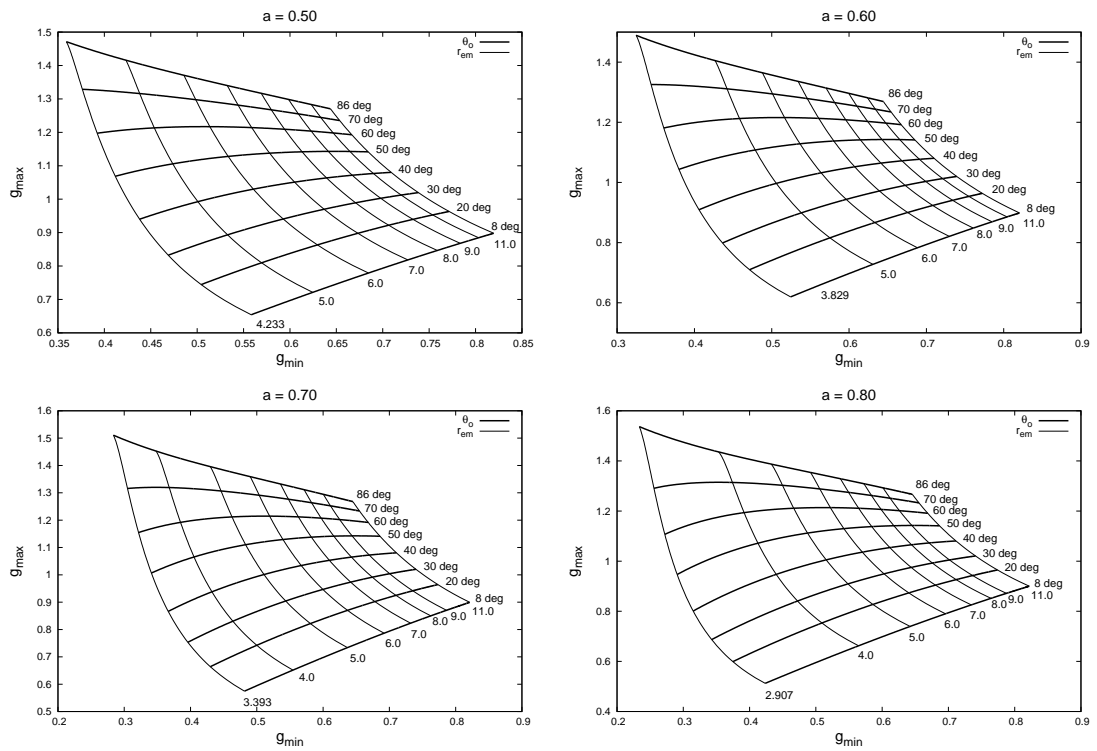 a = 0.50
θo
rem
1.5
1.4
1.3
1.2
1.1
1
0.9
0.8
0.7
0.6
gmax
86 deg
70 deg
60 deg
50 deg
40 deg
30 deg
20 deg
8 deg
11.0
9.0
8.0
7.0
6.0
5.0
4.233
0.35 0.4 0.45 0.5 0.55 0.6 0.65 0.7 0.75 0.8 0.85
gmin
a = 0.60
θo
rem
1.4
1.2
1
0.8
0.6
gmax
86 deg
70 deg
60 deg
50 deg
40 deg
30 deg
20 deg
8 deg
11.0
9.0
8.0
7.0
6.0
5.0
3.829
0.3 0.4 0.5 0.6 0.7 0.8 0.9
gmin
a = 0.70
θo
rem
1.6
1.5
1.4
1.3
1.2
1.1
1
0.9
0.8
0.7
0.6
0.5
gmax
86 deg
70 deg
60 deg
50 deg
40 deg
30 deg
20 deg
8 deg
11.0
9.0
8.0
7.0
6.0
5.0
4.0
3.393
0.2 0.3 0.4 0.5 0.6 0.7 0.8 0.9
gmin
a = 0.80
θo
rem
1.6
1.4
1.2
1
0.8
0.6
0.4
gmax
86 deg
70 deg
60 deg
50 deg
40 deg
30 deg
20 deg
8 deg
11.0
9.0
8.0
7.0
6.0
5.0
4.0
2.907
0.2 0.3 0.4 0.5 0.6 0.7 0.8 0.9
gmin